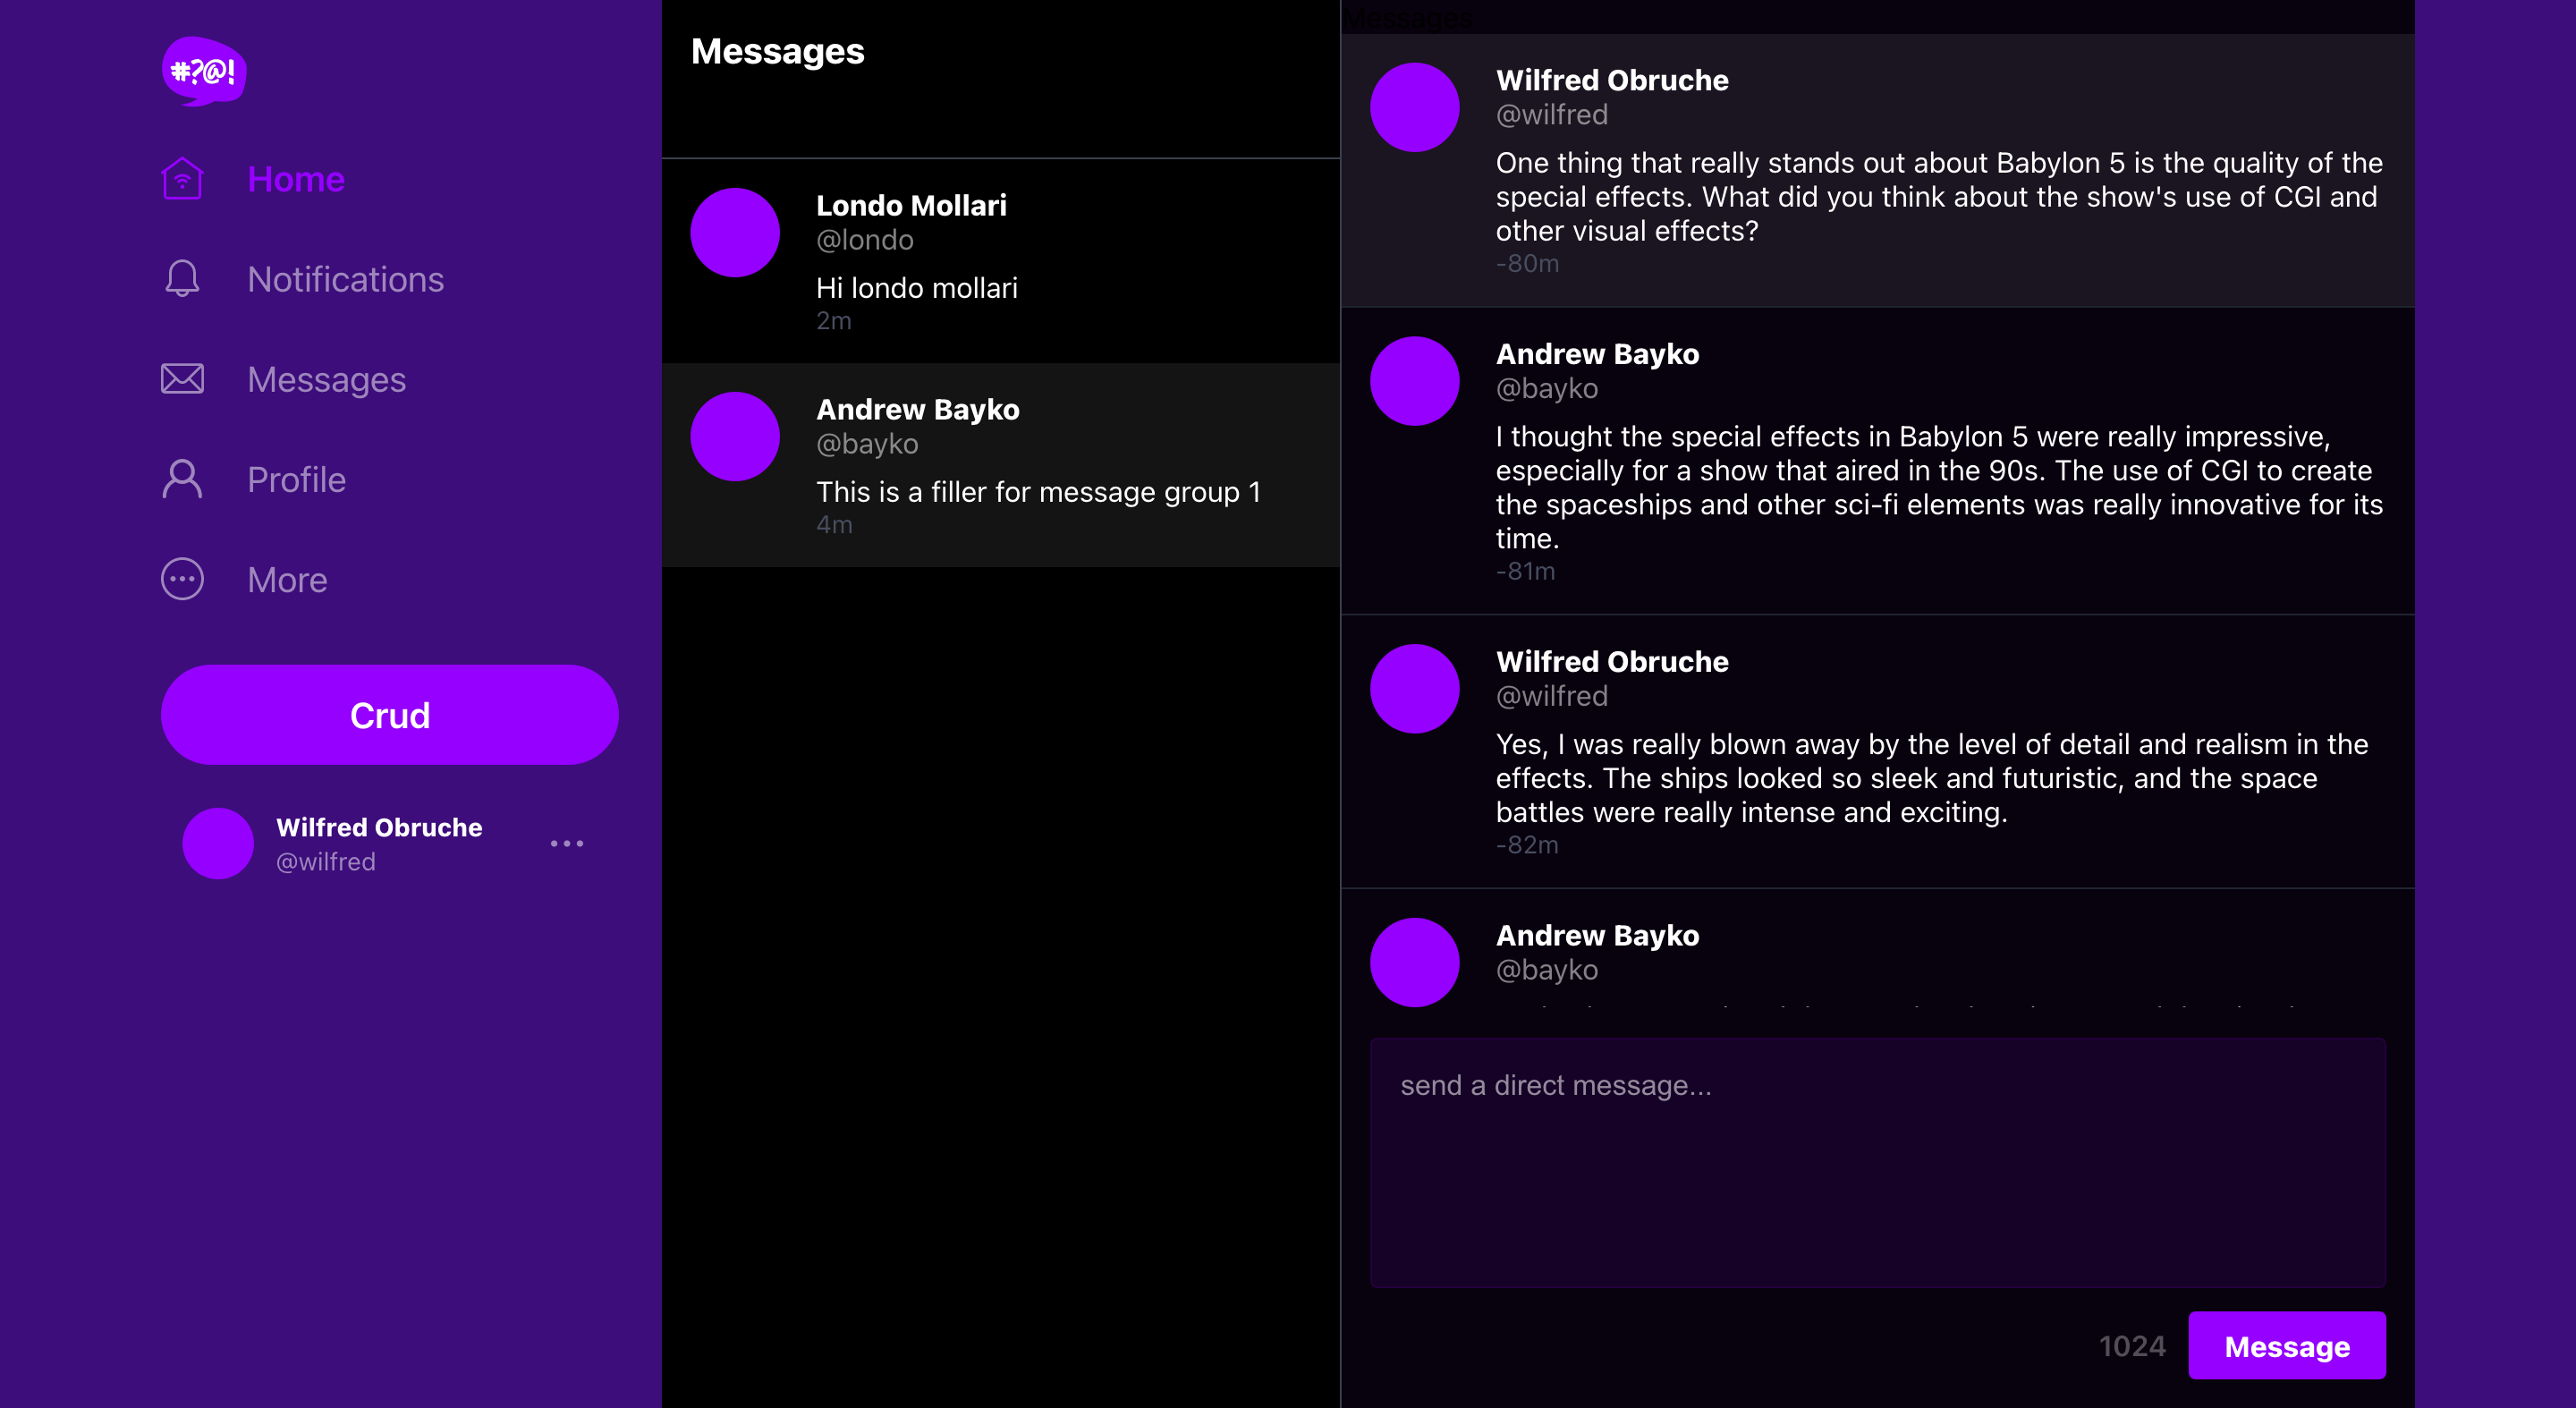 #?@!
Home
Notifications
Messages
Profile
More
Crud
Wilfred Obruche
@wilfred
Messages
Londo Mollari
@londo
Hi londo mollari
2m
Andrew Bayko
@bayko
This is a filler for message group 1
4m
Messages
Wilfred Obruche
@wilfred
One thing that really stands out about Babylon 5 is the quality of the
special effects. What did you think about the show's use of CGI and
other visual effects?
-80m
Andrew Bayko
@bayko
I thought the special effects in Babylon 5 were really impressive,
especially for a show that aired in the 90s. The use of CGI to create
the spaceships and other sci-fi elements was really innovative for its
time.
-81m
Wilfred Obruche
@wilfred
Yes, I was really blown away by the level of detail and realism in the
effects. The ships looked so sleek and futuristic, and the space
battles were really intense and exciting.
-82m
Andrew Bayko
@bayko
send a direct message...
1024
Message